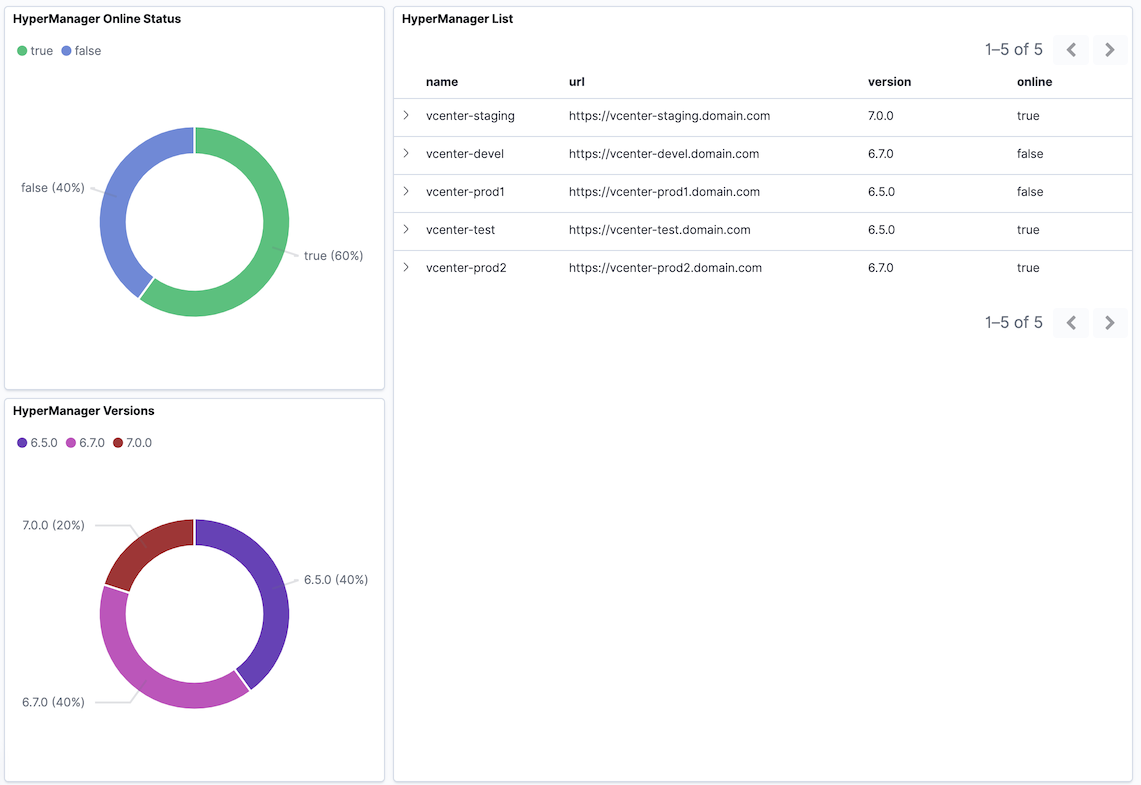 HyperManager Online Status
true false
false (40%)
true (60%)
HyperManager Versions
6.5.0 6.7.0 7.0.0
7.0.0 (20%)
6.5.0 (40%)
6.7.0 (40%)
HyperManager List
1–5 of 5
name url version online
vcenter-staging https://vcenter-staging.domain.com 7.0.0 true
vcenter-devel https://vcenter-devel.domain.com 6.7.0 false
vcenter-prod1 https://vcenter-prod1.domain.com 6.5.0 false
vcenter-test https://vcenter-test.domain.com 6.5.0 true
vcenter-prod2 https://vcenter-prod2.domain.com 6.7.0 true
1–5 of 5